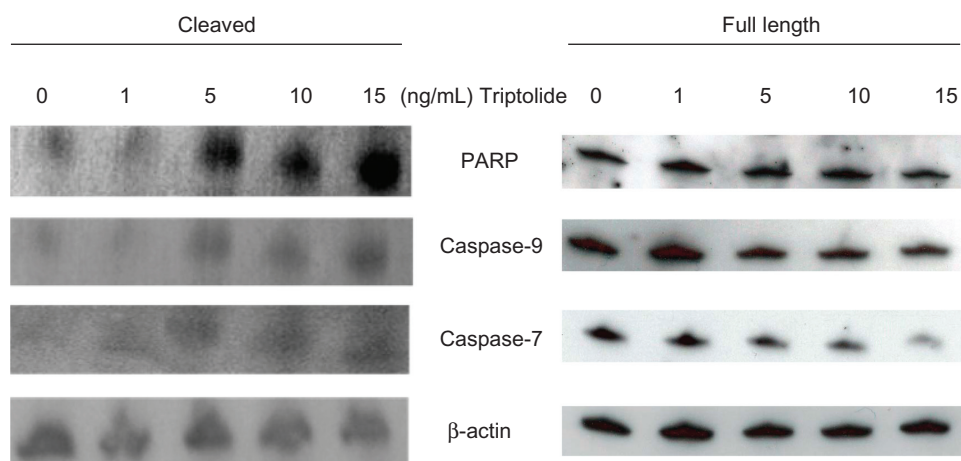 Cleaved Full length
0 1 5 10 15 (ng/mL) Triptolide 0 1 5 10 15
PARP
Caspase-9
Caspase-7
β-actin